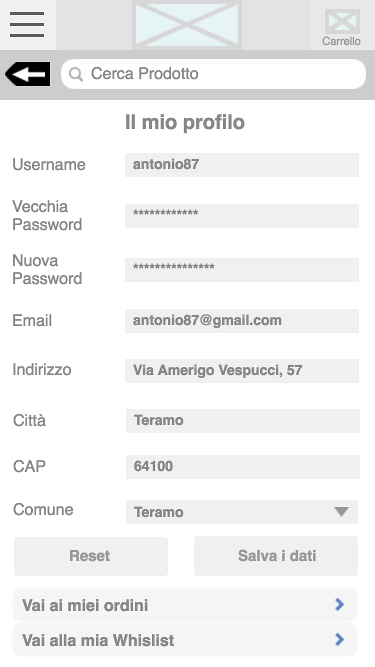 Carrello
Cerca Prodotto
Il mio profilo
Username antonio87
Vecchia
Password ************
Nuova
Password ***************
Email antonio87@gmail.com
Indirizzo Via Amerigo Vespucci, 57
Città Teramo
CAP 64100
Comune Teramo
Reset Salva i dati
Vai ai miei ordini
Vai alla mia Whislist